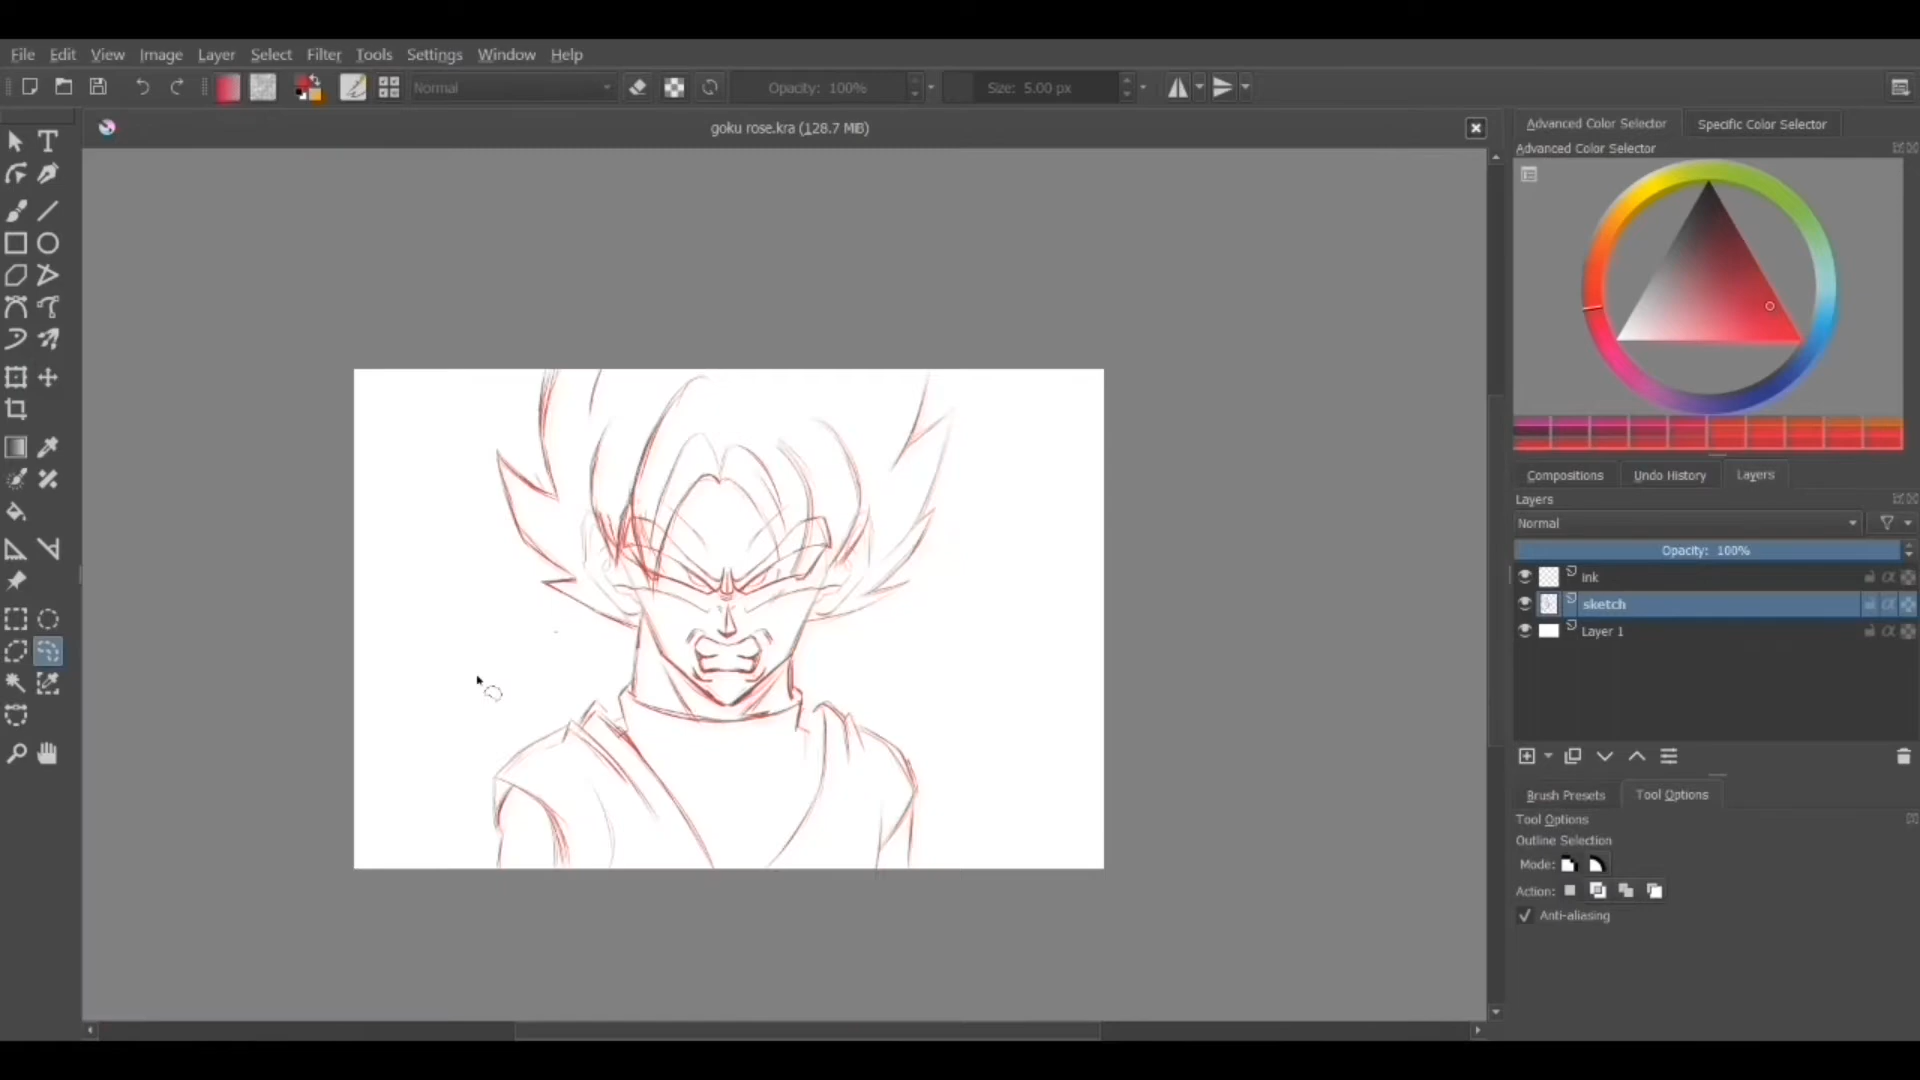 File Edit View Image Layer Select Filter Tools Settings Window Help
Normal Opacity: 100% Size: 5.00 px
goku rose.kra (128.7 MiB)
Advanced Color Selector Specific Color Selector
Advanced Color Selector
Compositions Undo History Layers
Layers
Normal
Opacity: 100%
ink
sketch
Layer 1
Brush Presets Tool Options
Tool Options
Outline Selection
Mode:
Action:
Anti-aliasing